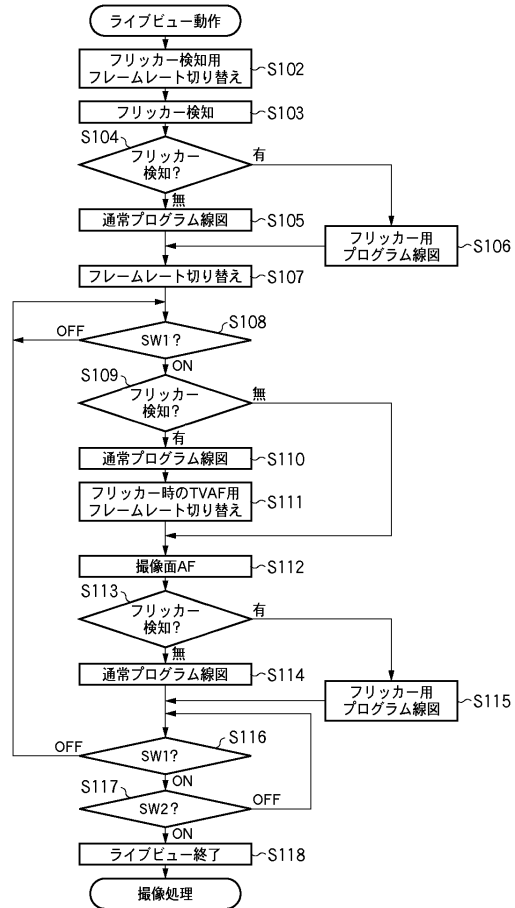 ライブビュー動作
フリッカー検知用
フレームレート切り替え
S102
フリッカー検知
S103
S104
フリッカー
検知?
有
無
通常プログラム線図
S105
フリッカー用
プログラム線図
S106
フレームレート切り替え
S107
OFF
S108
SW1?
ON
S109
フリッカー
検知?
無
有
通常プログラム線図
S110
フリッカー時のTVAF用
フレームレート切り替え
S111
撮像面AF
S112
S113
フリッカー
検知?
有
無
通常プログラム線図
S114
フリッカー用
プログラム線図
S115
OFF
S116
SW1?
ON
S117
SW2?
OFF
ON
ライブビュー終了
S118
撮像処理